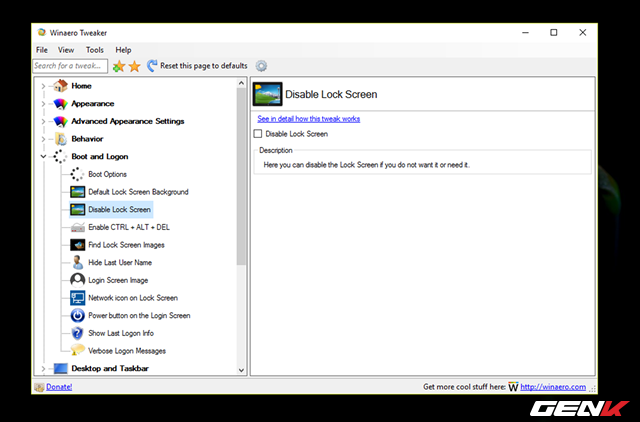 Winaero Tweaker
File View Tools Help
Search for a tweak... Reset this page to defaults
Home
Appearance
Advanced Appearance Settings
Behavior
Boot and Logon
Boot Options
Default Lock Screen Background
Disable Lock Screen
Enable CTRL + ALT + DEL
Find Lock Screen Images
Hide Last User Name
Login Screen Image
Network icon on Lock Screen
Power button on the Login Screen
Show Last Logon Info
Verbose Logon Messages
Desktop and Taskbar
Disable Lock Screen
See in detail how this tweak works
Disable Lock Screen
Description
Here you can disable the Lock Screen if you do not want it or need it.
Donate!
Get more cool stuff here: W http://winaero.com
GENK